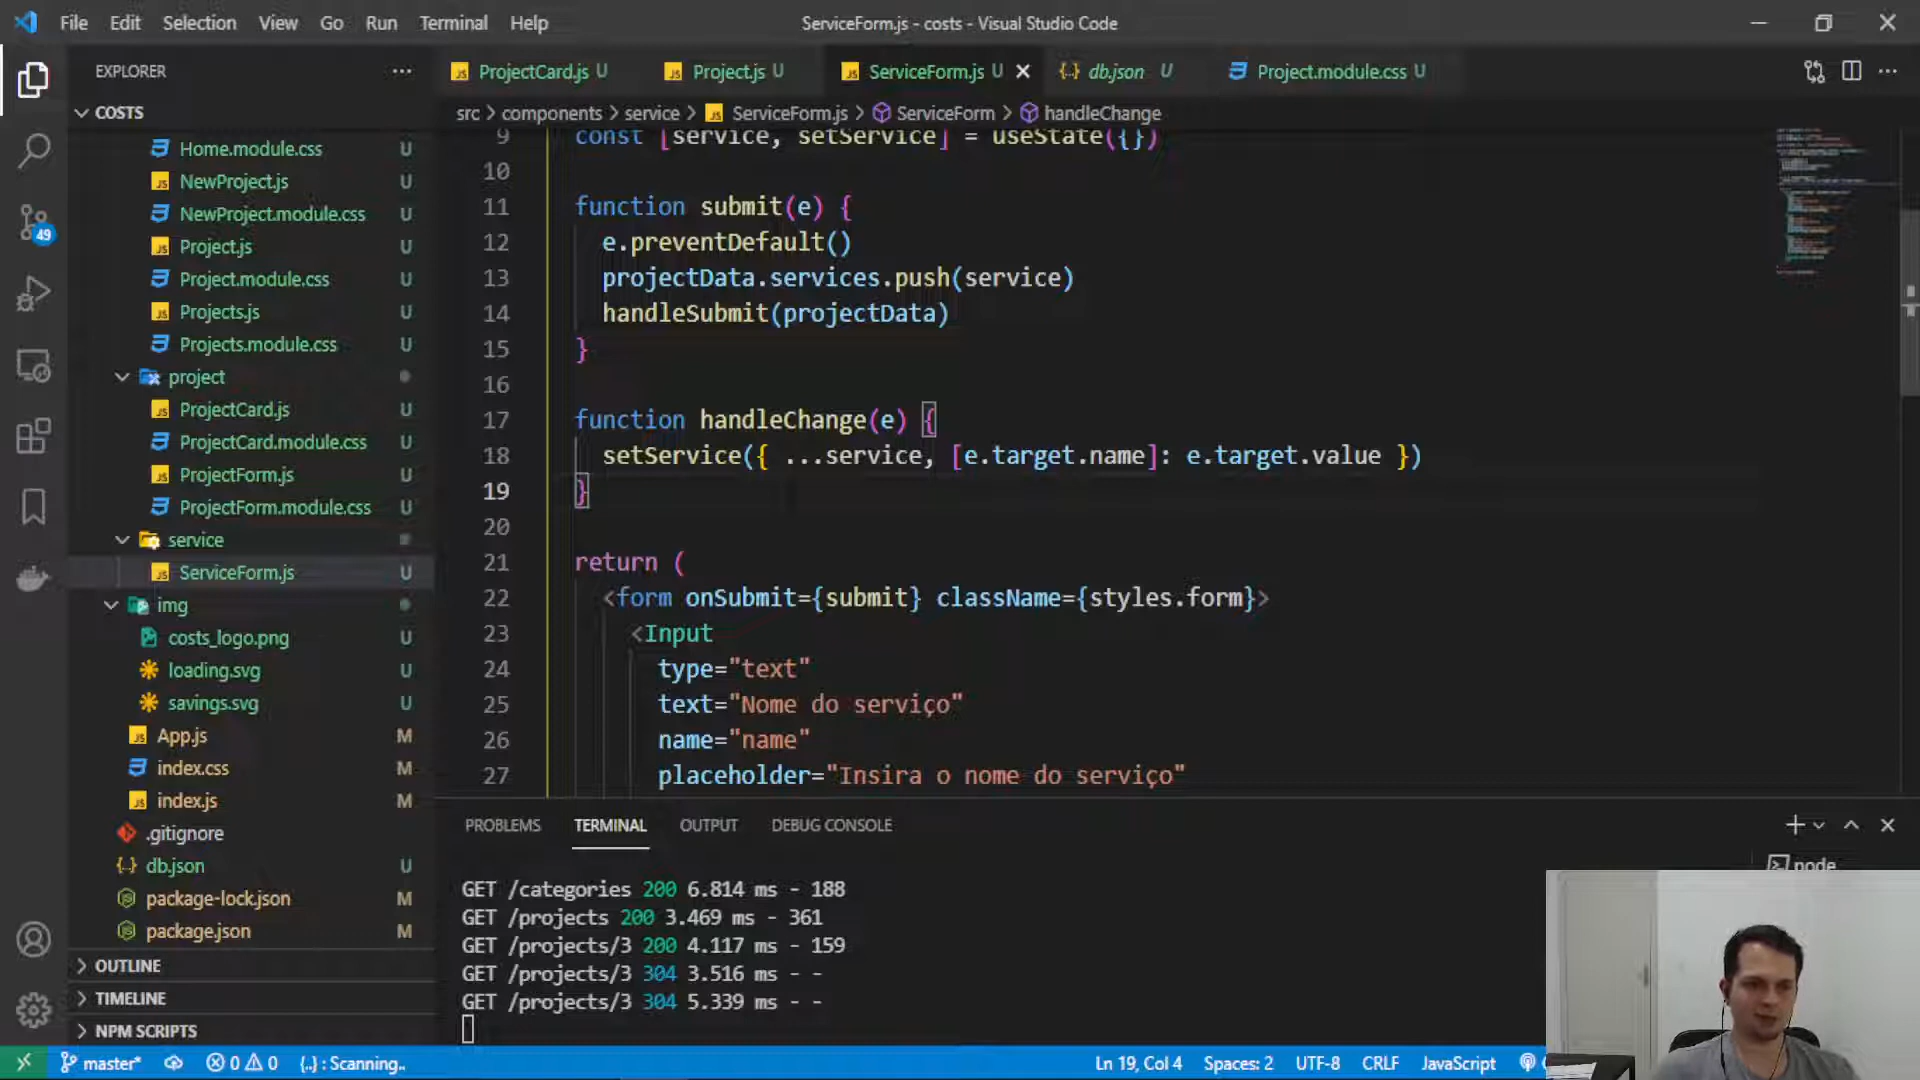 File Edit Selection View Go Run Terminal Help
ServiceForm.js - costs - Visual Studio Code
EXPLORER
COSTS
Home.module.css U
NewProject.js U
NewProject.module.css U
Project.js U
Project.module.css U
Projects.js U
Projects.module.css U
project
ProjectCard.js U
ProjectCard.module.css U
ProjectForm.js U
ProjectForm.module.css U
service
ServiceForm.js U
img
costs_logo.png U
loading.svg U
savings.svg U
App.js M
index.css M
index.js M
.gitignore
db.json U
package-lock.json M
package.json M
OUTLINE
TIMELINE
NPM SCRIPTS
49
ProjectCard.js U
Project.js U
ServiceForm.js U
db.json U
Project.module.css U
src > components > service > ServiceForm.js > ServiceForm > handleChange
9 const [service, setService] = useState({})
10
11 function submit(e) {
12 e.preventDefault()
13 projectData.services.push(service)
14 handleSubmit(projectData)
15 }
16
17 function handleChange(e) {
18 setService({ ...service, [e.target.name]: e.target.value })
19 }
20
21 return (
22 <form onSubmit={submit} className={styles.form}>
23 <Input
24 type="text"
25 text="Nome do serviço"
26 name="name"
27 placeholder="Insira o nome do serviço"
PROBLEMS TERMINAL OUTPUT DEBUG CONSOLE
node
GET /categories 200 6.814 ms - 188
GET /projects 200 3.469 ms - 361
GET /projects/3 200 4.117 ms - 159
GET /projects/3 304 3.516 ms - -
GET /projects/3 304 5.339 ms - -
master* 0 0 {..} : Scanning.. Ln 19, Col 4 Spaces: 2 UTF-8 CRLF JavaScript